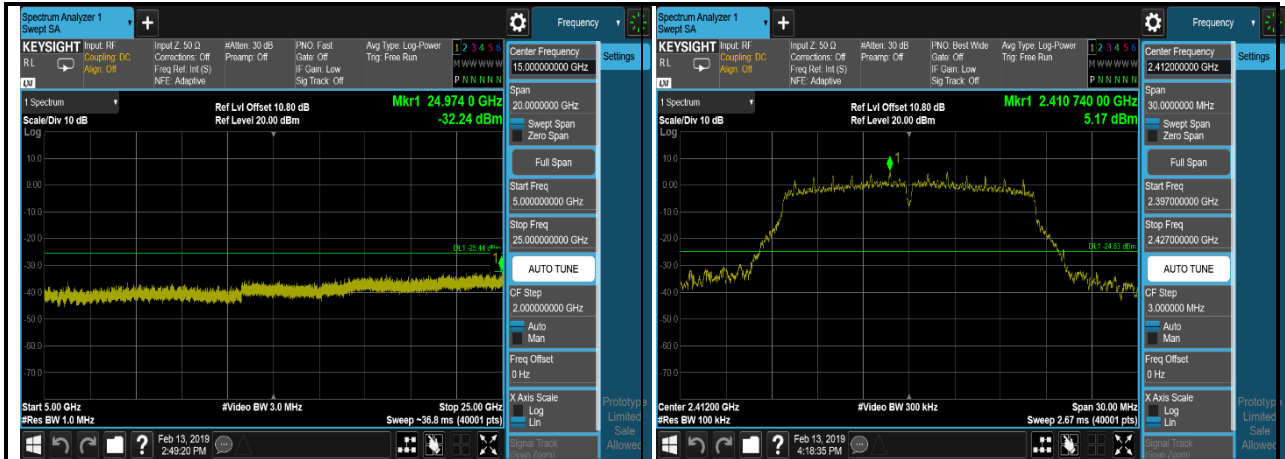 Spectrum Analyzer 1
Swept SA
+
Frequency
KEYSIGHT
R L
LXI
Input: RF
Coupling: DC
Align: Off
Input Z: 50 Ω
Corrections: Off
Freq Ref: Int (S)
NFE: Adaptive
#Atten: 30 dB
Preamp: Off
PNO: Fast
Gate: Off
IF Gain: Low
Sig Track: Off
Avg Type: Log-Power
Trig: Free Run
1 2 3 4 5 6
M W W W W W
P N N N N N
1 Spectrum
Scale/Div 10 dB
Log
Ref Lvl Offset 10.80 dB
Ref Level 20.00 dBm
Mkr1 24.974 0 GHz
-32.24 dBm
10.0
0.00
-10.0
-20.0
-30.0
-40.0
-50.0
-60.0
-70.0
DL1 -25.44 dBm
1
Start 5.00 GHz
#Res BW 1.0 MHz
#Video BW 3.0 MHz
Stop 25.00 GHz
Sweep ~36.8 ms (40001 pts)
Center Frequency
15.000000000 GHz
Settings
Span
20.0000000 GHz
Swept Span
Zero Span
Full Span
Start Freq
5.000000000 GHz
Stop Freq
25.000000000 GHz
AUTO TUNE
CF Step
2.000000000 GHz
Auto
Man
Freq Offset
0 Hz
X Axis Scale
Log
Lin
Signal Track
(Span Zoom)
Prototype
Limited
Sale
Allowed
?
Feb 13, 2019
2:49:20 PM
Spectrum Analyzer 1
Swept SA
+
Frequency
KEYSIGHT
R L
LXI
Input: RF
Coupling: DC
Align: Off
Input Z: 50 Ω
Corrections: Off
Freq Ref: Int (S)
NFE: Adaptive
#Atten: 30 dB
Preamp: Off
PNO: Best Wide
Gate: Off
IF Gain: Low
Sig Track: Off
Avg Type: Log-Power
Trig: Free Run
1 2 3 4 5 6
M W W W W W
P N N N N N
1 Spectrum
Scale/Div 10 dB
Log
Ref Lvl Offset 10.80 dB
Ref Level 20.00 dBm
Mkr1 2.410 740 00 GHz
5.17 dBm
10.0
0.00
-10.0
-20.0
-30.0
-40.0
-50.0
-60.0
-70.0
1
DL1 -24.83 dBm
Center 2.41200 GHz
#Res BW 100 kHz
#Video BW 300 kHz
Span 30.00 MHz
Sweep 2.67 ms (40001 pts)
Center Frequency
2.412000000 GHz
Settings
Span
30.0000000 MHz
Swept Span
Zero Span
Full Span
Start Freq
2.397000000 GHz
Stop Freq
2.427000000 GHz
AUTO TUNE
CF Step
3.000000 MHz
Auto
Man
Freq Offset
0 Hz
X Axis Scale
Log
Lin
Signal Track
(Span Zoom)
Prototype
Limited
Sale
Allowed
?
Feb 13, 2019
4:18:35 PM